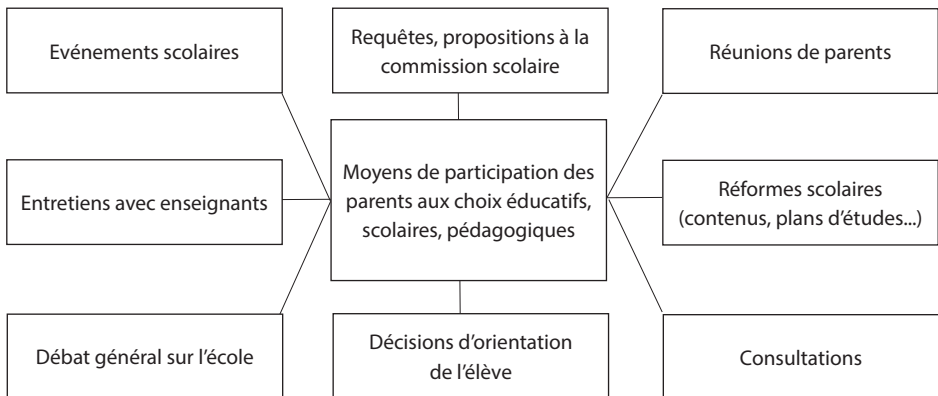 Evénements scolaires
Requêtes, propositions à la
commission scolaire
Réunions de parents
Entretiens avec enseignants
Moyens de participation des
parents aux choix éducatifs,
scolaires, pédagogiques
Réformes scolaires
(contenus, plans d’études...)
Débat général sur l’école
Décisions d’orientation
de l’élève
Consultations